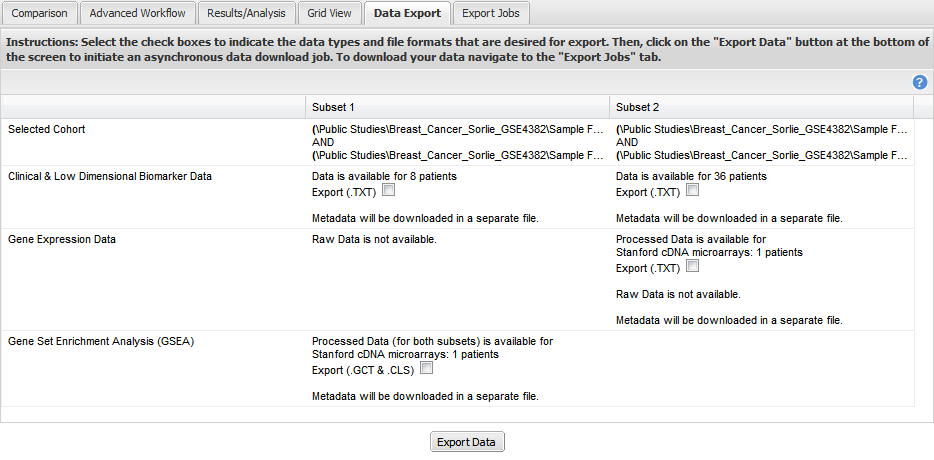 Comparison Advanced Workflow Results/Analysis Grid View Data Export Export Jobs
Instructions: Select the check boxes to indicate the data types and file formats that are desired for export. Then, click on the "Export Data" button at the bottom of
the screen to initiate an asynchronous data download job. To download your data navigate to the "Export Jobs" tab.
?
Subset 1 Subset 2
Selected Cohort
(\Public Studies\Breast_Cancer_Sorlie_GSE4382\Sample F...
AND
(\Public Studies\Breast_Cancer_Sorlie_GSE4382\Sample F...
(\Public Studies\Breast_Cancer_Sorlie_GSE4382\Sample F...
AND
(\Public Studies\Breast_Cancer_Sorlie_GSE4382\Sample F...
Clinical & Low Dimensional Biomarker Data
Data is available for 8 patients
Export (.TXT)
Metadata will be downloaded in a separate file.
Data is available for 36 patients
Export (.TXT)
Metadata will be downloaded in a separate file.
Gene Expression Data
Raw Data is not available.
Processed Data is available for
Stanford cDNA microarrays: 1 patients
Export (.TXT)
Raw Data is not available.
Metadata will be downloaded in a separate file.
Gene Set Enrichment Analysis (GSEA)
Processed Data (for both subsets) is available for
Stanford cDNA microarrays: 1 patients
Export (.GCT & .CLS)
Metadata will be downloaded in a separate file.
Export Data